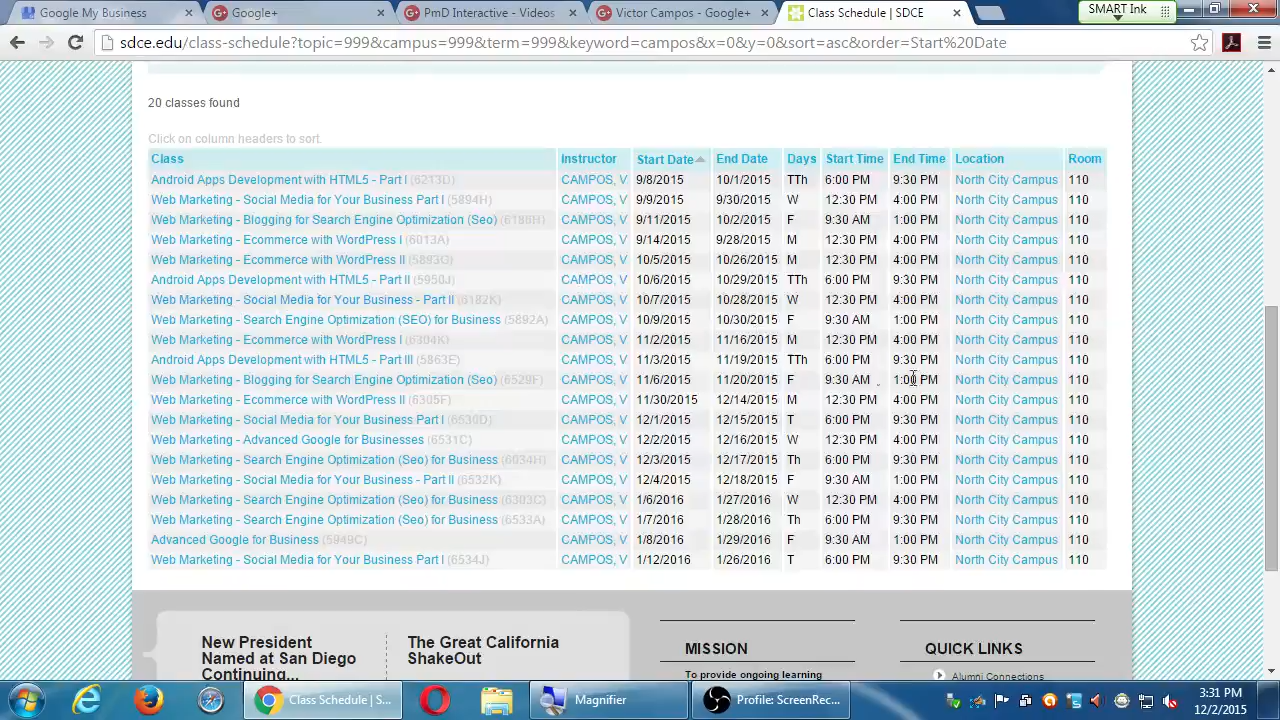 Google My Business
Google+
PmD Interactive - Videos
Victor Campos - Google+
Class Schedule | SDCE
SMART Ink
sdce.edu/class-schedule?topic=999&campus=999&term=999&keyword=campos&x=0&y=0&sort=asc&order=Start%20Date
20 classes found
Click on column headers to sort.
Class Instructor Start Date End Date Days Start Time End Time Location Room
Android Apps Development with HTML5 - Part I (6213D) CAMPOS, V 9/8/2015 10/1/2015 TTh 6:00 PM 9:30 PM North City Campus 110
Web Marketing - Social Media for Your Business Part I (5894H) CAMPOS, V 9/9/2015 9/30/2015 W 12:30 PM 4:00 PM North City Campus 110
Web Marketing - Blogging for Search Engine Optimization (Seo) CAMPOS, V 9/11/2015 10/2/2015 F 9:30 AM 1:00 PM North City Campus 110
Web Marketing - Ecommerce with WordPress I (6013A) CAMPOS, V 9/14/2015 9/28/2015 M 12:30 PM 4:00 PM North City Campus 110
Web Marketing - Ecommerce with WordPress II CAMPOS, V 10/5/2015 10/26/2015 M 12:30 PM 4:00 PM North City Campus 110
Android Apps Development with HTML5 - Part II (5950J) CAMPOS, V 10/6/2015 10/29/2015 TTh 6:00 PM 9:30 PM North City Campus 110
Web Marketing - Social Media for Your Business - Part II (6182K) CAMPOS, V 10/7/2015 10/28/2015 W 12:30 PM 4:00 PM North City Campus 110
Web Marketing - Search Engine Optimization (SEO) for Business (5892A) CAMPOS, V 10/9/2015 10/30/2015 F 9:30 AM 1:00 PM North City Campus 110
Web Marketing - Ecommerce with WordPress I (6304K) CAMPOS, V 11/2/2015 11/16/2015 M 12:30 PM 4:00 PM North City Campus 110
Android Apps Development with HTML5 - Part III (5863E) CAMPOS, V 11/3/2015 11/19/2015 TTh 6:00 PM 9:30 PM North City Campus 110
Web Marketing - Blogging for Search Engine Optimization (Seo) (6529F) CAMPOS, V 11/6/2015 11/20/2015 F 9:30 AM 1:00 PM North City Campus 110
Web Marketing - Ecommerce with WordPress II (6305F) CAMPOS, V 11/30/2015 12/14/2015 M 12:30 PM 4:00 PM North City Campus 110
Web Marketing - Social Media for Your Business Part I (6530D) CAMPOS, V 12/1/2015 12/15/2015 T 6:00 PM 9:30 PM North City Campus 110
Web Marketing - Advanced Google for Businesses (6531C) CAMPOS, V 12/2/2015 12/16/2015 W 12:30 PM 4:00 PM North City Campus 110
Web Marketing - Search Engine Optimization (Seo) for Business (6034H) CAMPOS, V 12/3/2015 12/17/2015 Th 6:00 PM 9:30 PM North City Campus 110
Web Marketing - Social Media for Your Business - Part II (6532K) CAMPOS, V 12/4/2015 12/18/2015 F 9:30 AM 1:00 PM North City Campus 110
Web Marketing - Search Engine Optimization (Seo) for Business CAMPOS, V 1/6/2016 1/27/2016 W 12:30 PM 4:00 PM North City Campus 110
Web Marketing - Search Engine Optimization (Seo) for Business (6533A) CAMPOS, V 1/7/2016 1/28/2016 Th 6:00 PM 9:30 PM North City Campus 110
Advanced Google for Business (5949C) CAMPOS, V 1/8/2016 1/29/2016 F 9:30 AM 1:00 PM North City Campus 110
Web Marketing - Social Media for Your Business Part I (6534J) CAMPOS, V 1/12/2016 1/26/2016 T 6:00 PM 9:30 PM North City Campus 110
New President
Named at San Diego
Continuing...
The Great California
ShakeOut
MISSION
To provide ongoing learning
QUICK LINKS
Alumni Connections
Class Schedule | S...
Magnifier
Profile: ScreenRec...
3:31 PM
12/2/2015